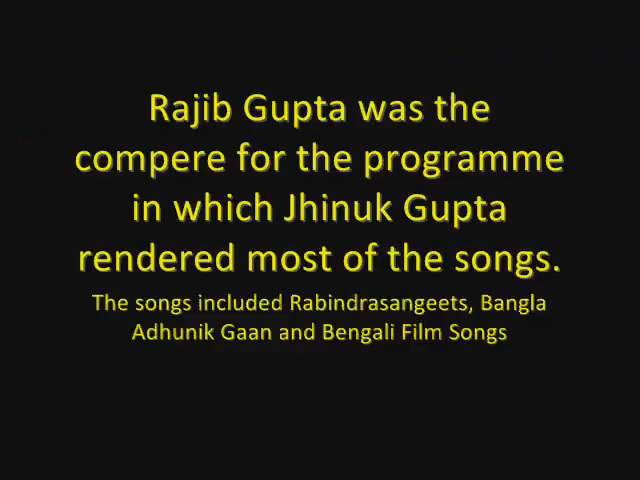 Rajib Gupta was the
compere for the programme
in which Jhinuk Gupta
rendered most of the songs.
The songs included Rabindrasangeets, Bangla
Adhunik Gaan and Bengali Film Songs